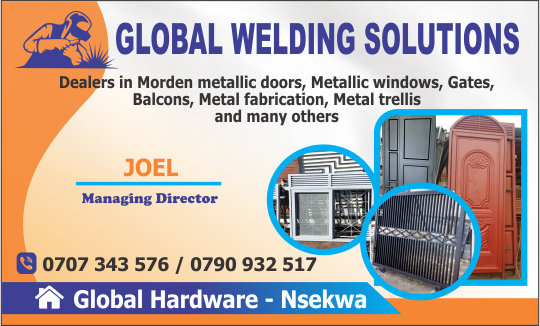 GLOBAL WELDING SOLUTIONS
Dealers in Morden metallic doors, Metallic windows, Gates,
Balcons, Metal fabrication, Metal trellis
and many others
JOEL
Managing Director
0707 343 576 / 0790 932 517
Global Hardware - Nsekwa